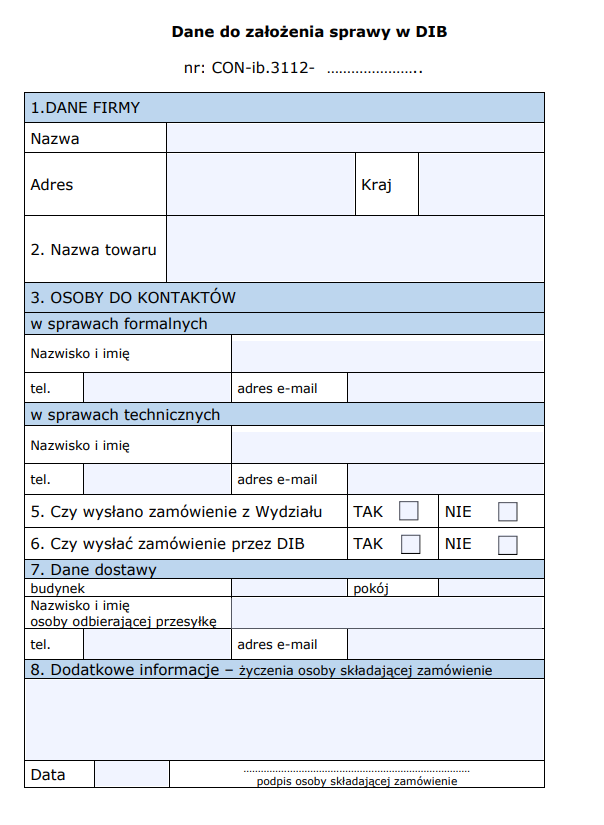 Dane do założenia sprawy w DIB
nr: CON-ib.3112- .......................
1.DANE FIRMY
Nazwa
Adres Kraj
2. Nazwa towaru
3. OSOBY DO KONTAKTÓW
w sprawach formalnych
Nazwisko i imię
tel. adres e-mail
w sprawach technicznych
Nazwisko i imię
tel. adres e-mail
5. Czy wysłano zamówienie z Wydziału TAK NIE
6. Czy wysłać zamówienie przez DIB TAK NIE
7. Dane dostawy
budynek pokój
Nazwisko i imię
osoby odbierającej przesyłkę
tel. adres e-mail
8. Dodatkowe informacje – życzenia osoby składającej zamówienie
Data ................................................................................
podpis osoby składającej zamówienie